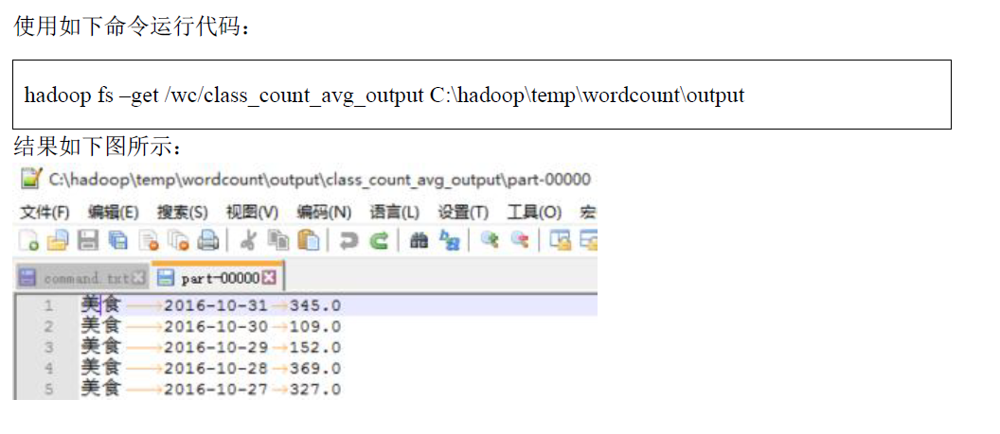 使用如下命令运行代码：
hadoop fs –get /wc/class_count_avg_output C:\hadoop\temp\wordcount\output
结果如下图所示：
C:\hadoop\temp\wordcount\output\class_count_avg_output\part-00000
文件(F) 编辑(E) 搜索(S) 视图(V) 编码(N) 语言(L) 设置(T) 工具(O) 宏
command.txt part-00000
1 美食 2016-10-31 345.0
2 美食 2016-10-30 109.0
3 美食 2016-10-29 152.0
4 美食 2016-10-28 369.0
5 美食 2016-10-27 327.0